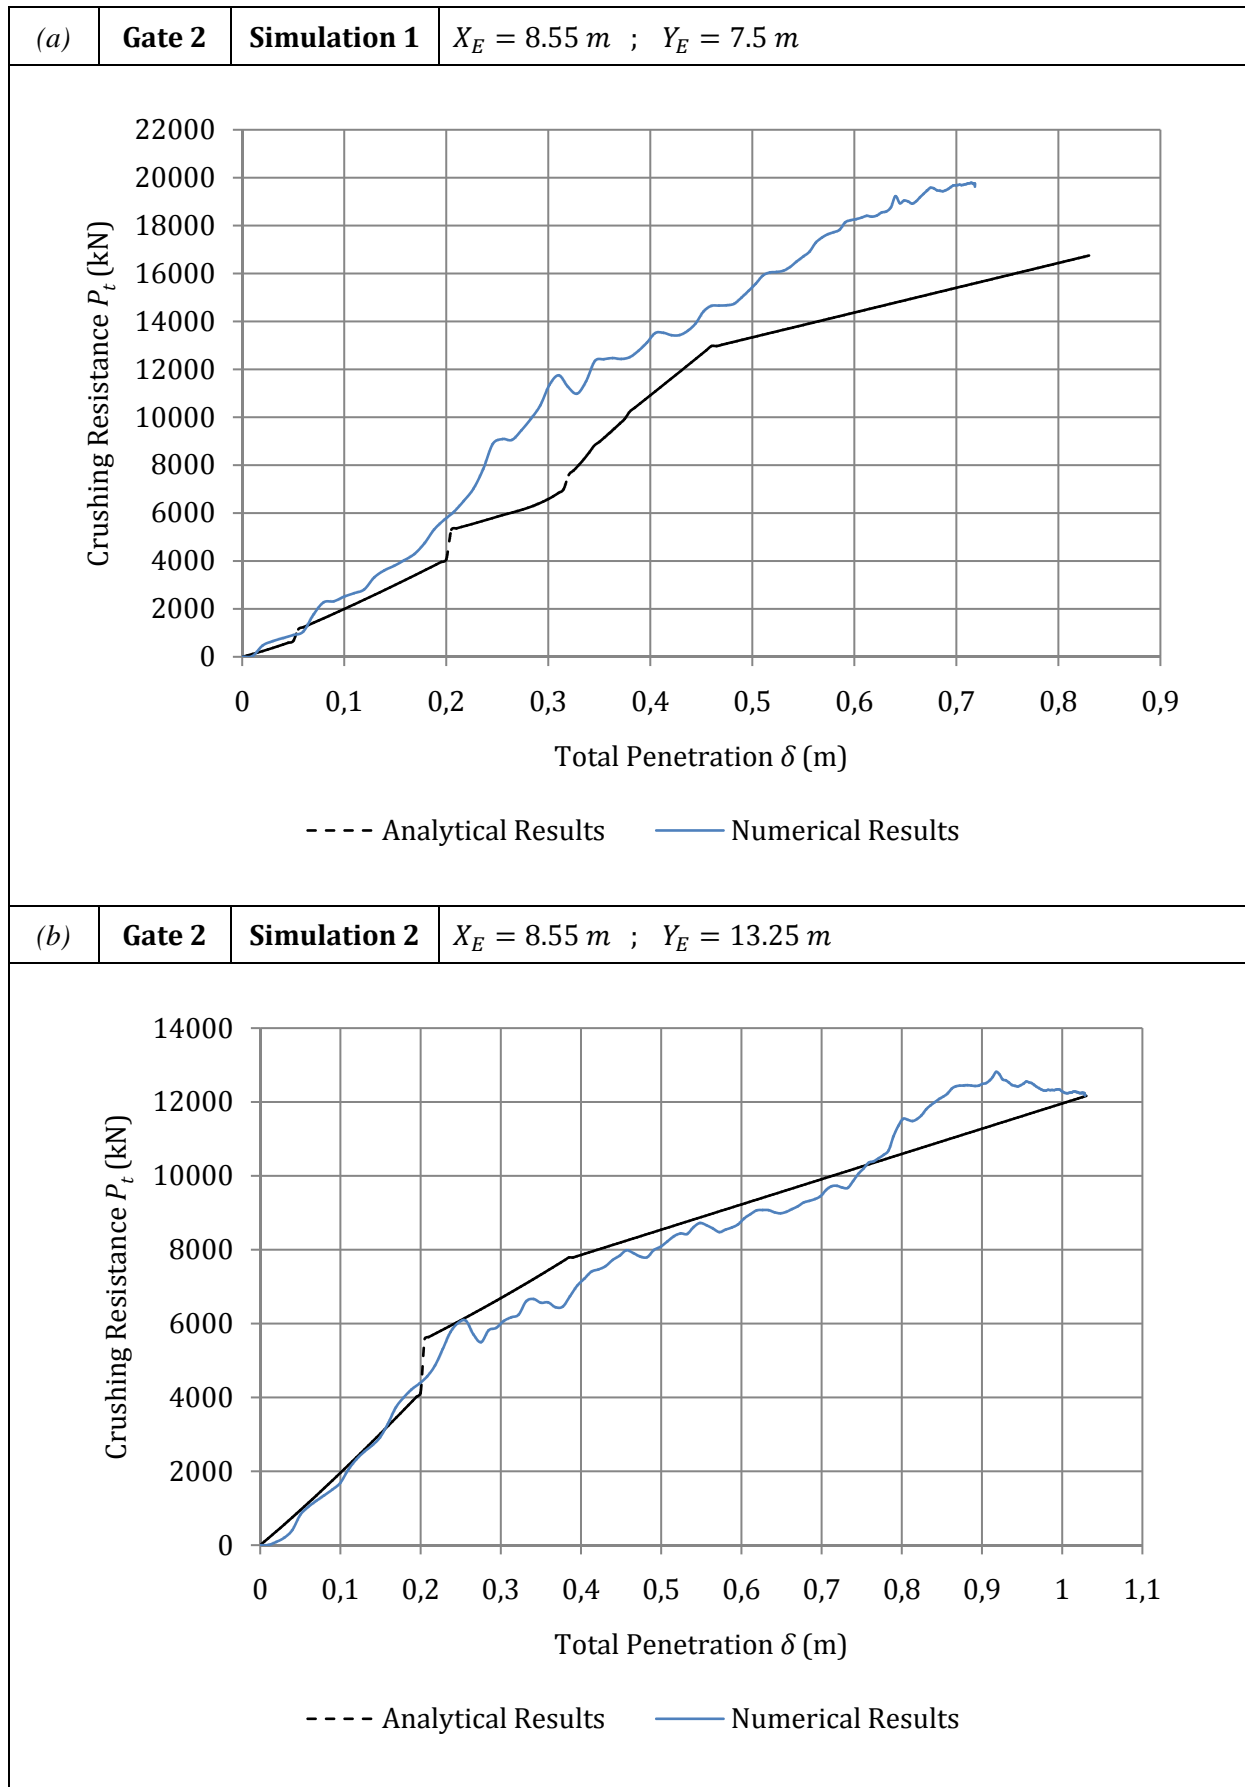 (a) Gate 2 Simulation 1 X_E = 8.55 m ; Y_E = 7.5 m
22000
20000
18000
16000
14000
12000
10000
8000
6000
4000
2000
0
Crushing Resistance P_t (kN)
0 0,1 0,2 0,3 0,4 0,5 0,6 0,7 0,8 0,9
Total Penetration δ (m)
Analytical Results Numerical Results
(b) Gate 2 Simulation 2 X_E = 8.55 m ; Y_E = 13.25 m
14000
12000
10000
8000
6000
4000
2000
0
Crushing Resistance P_t (kN)
0 0,1 0,2 0,3 0,4 0,5 0,6 0,7 0,8 0,9 1 1,1
Total Penetration δ (m)
Analytical Results Numerical Results